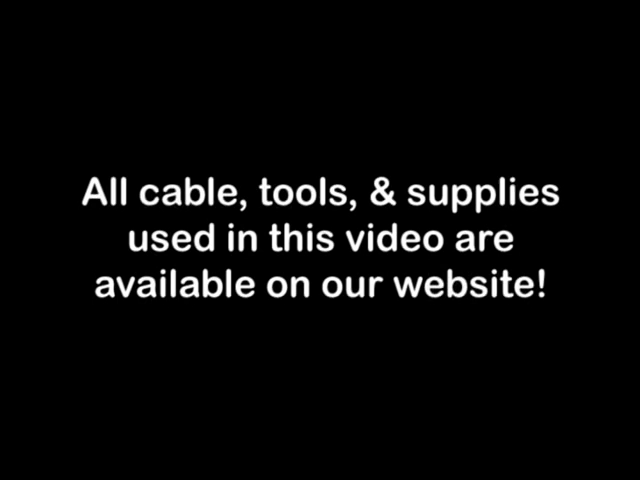 All cable, tools, & supplies
used in this video are
available on our website!